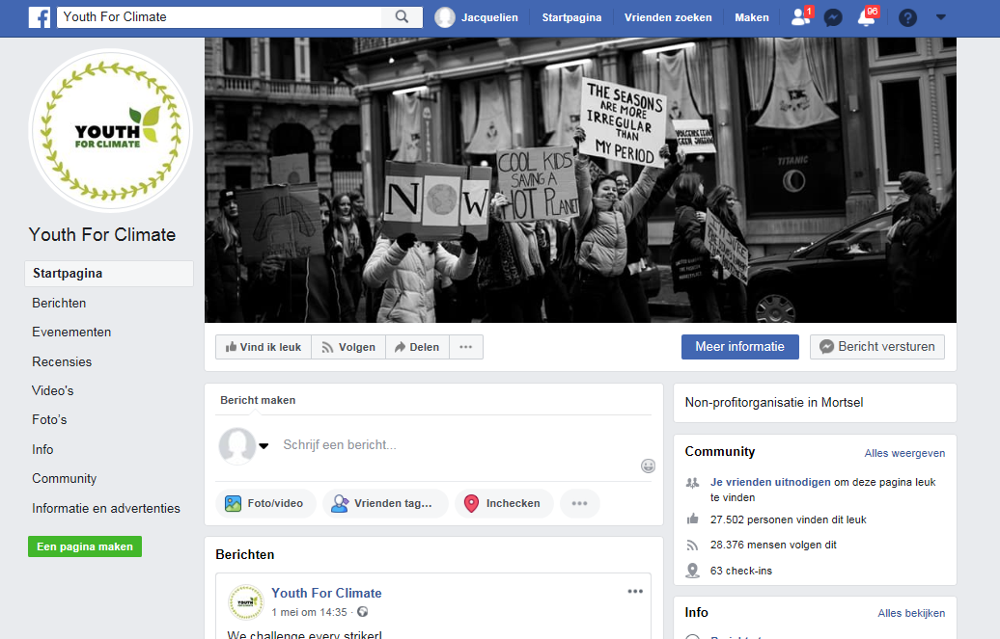 Youth For Climate
Jacquelien
Startpagina
Vrienden zoeken
Maken
1
96
YOUTH
FOR CLIMATE
Youth For Climate
Startpagina
Berichten
Evenementen
Recensies
Video's
Foto's
Info
Community
Informatie en advertenties
Een pagina maken
THE SEASONS
ARE MORE
IRREGULAR
THAN
MY PERIOD
COOL KIDS
SAVING A
HOT PLANET
NOW
TITANIC
Vind ik leuk
Volgen
Delen
Meer informatie
Bericht versturen
Bericht maken
Schrijf een bericht...
Foto/video
Vrienden tag...
Inchecken
Berichten
YOUTH
Youth For Climate
1 mei om 14:35 ·
We challenge every striker!
Non-profitorganisatie in Mortsel
Community
Alles weergeven
Je vrienden uitnodigen om deze pagina leuk
te vinden
27.502 personen vinden dit leuk
28.376 mensen volgen dit
63 check-ins
Info
Alles bekijken